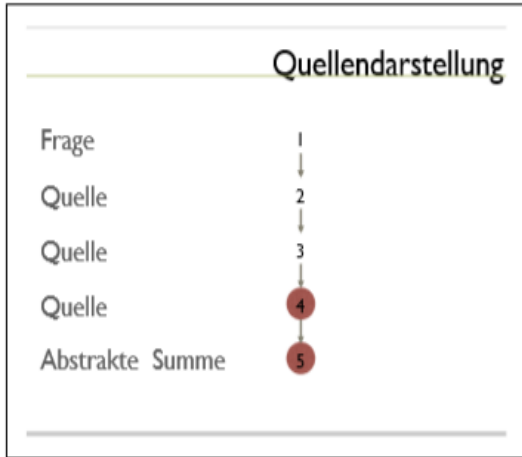 Quellendarstellung
Frage 1
Quelle 2
Quelle 3
Quelle 4
Abstrakte Summe 5